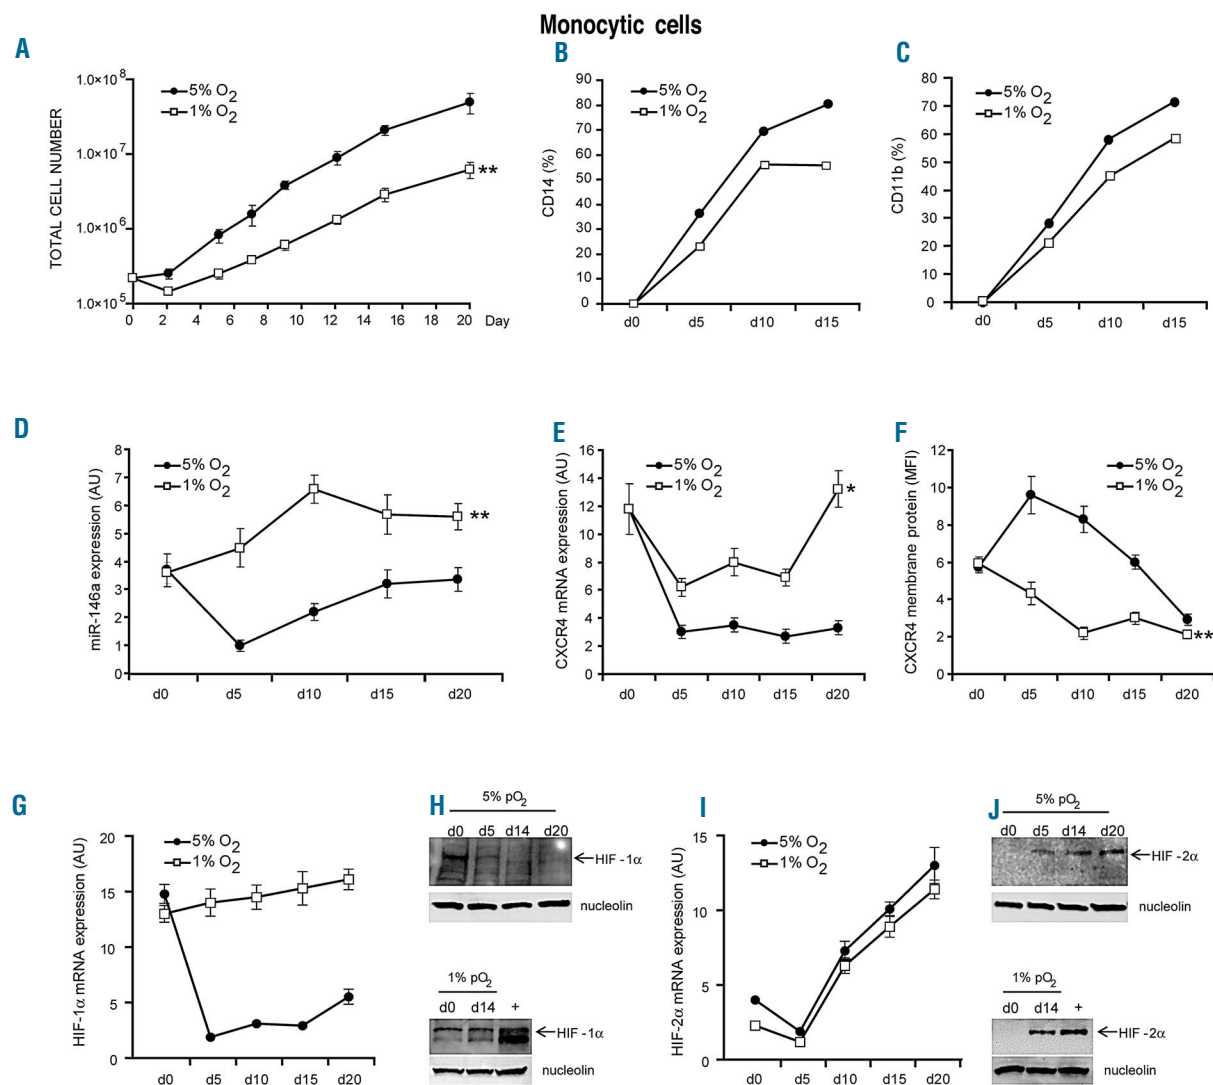 Monocytic cells
A
TOTAL CELL NUMBER
1.0×10⁸
1.0×10⁷
1.0×10⁶
1.0×10⁵
5% O₂
1% O₂
**
0 2 4 6 8 10 12 14 16 18 20 Day
B
CD14 (%)
90
80
70
60
50
40
30
20
10
0
5% O₂
1% O₂
d0 d5 d10 d15
C
CD11b (%)
80
70
60
50
40
30
20
10
0
5% O₂
1% O₂
d0 d5 d10 d15
D
miR-146a expression (AU)
8
7
6
5
4
3
2
1
0
5% O₂
1% O₂
**
d0 d5 d10 d15 d20
E
CXCR4 mRNA expression (AU)
16
14
12
10
8
6
4
2
0
5% O₂
1% O₂
*
d0 d5 d10 d15 d20
F
CXCR4 membrane protein (MFI)
12
10
8
6
4
2
0
5% O₂
1% O₂
**
d0 d5 d10 d15 d20
G
HIF-1α mRNA expression (AU)
20
15
10
5
0
5% O₂
1% O₂
d0 d5 d10 d15 d20
H
5% pO₂
d0 d5 d14 d20
HIF -1α
nucleolin
1% pO₂
d0 d14 +
HIF -1α
nucleolin
I
HIF-2α mRNA expression (AU)
15
10
5
0
5% O₂
1% O₂
d0 d5 d10 d15 d20
J
5% pO₂
d0 d5 d14 d20
HIF -2α
nucleolin
1% pO₂
d0 d14 +
HIF -2α
nucleolin